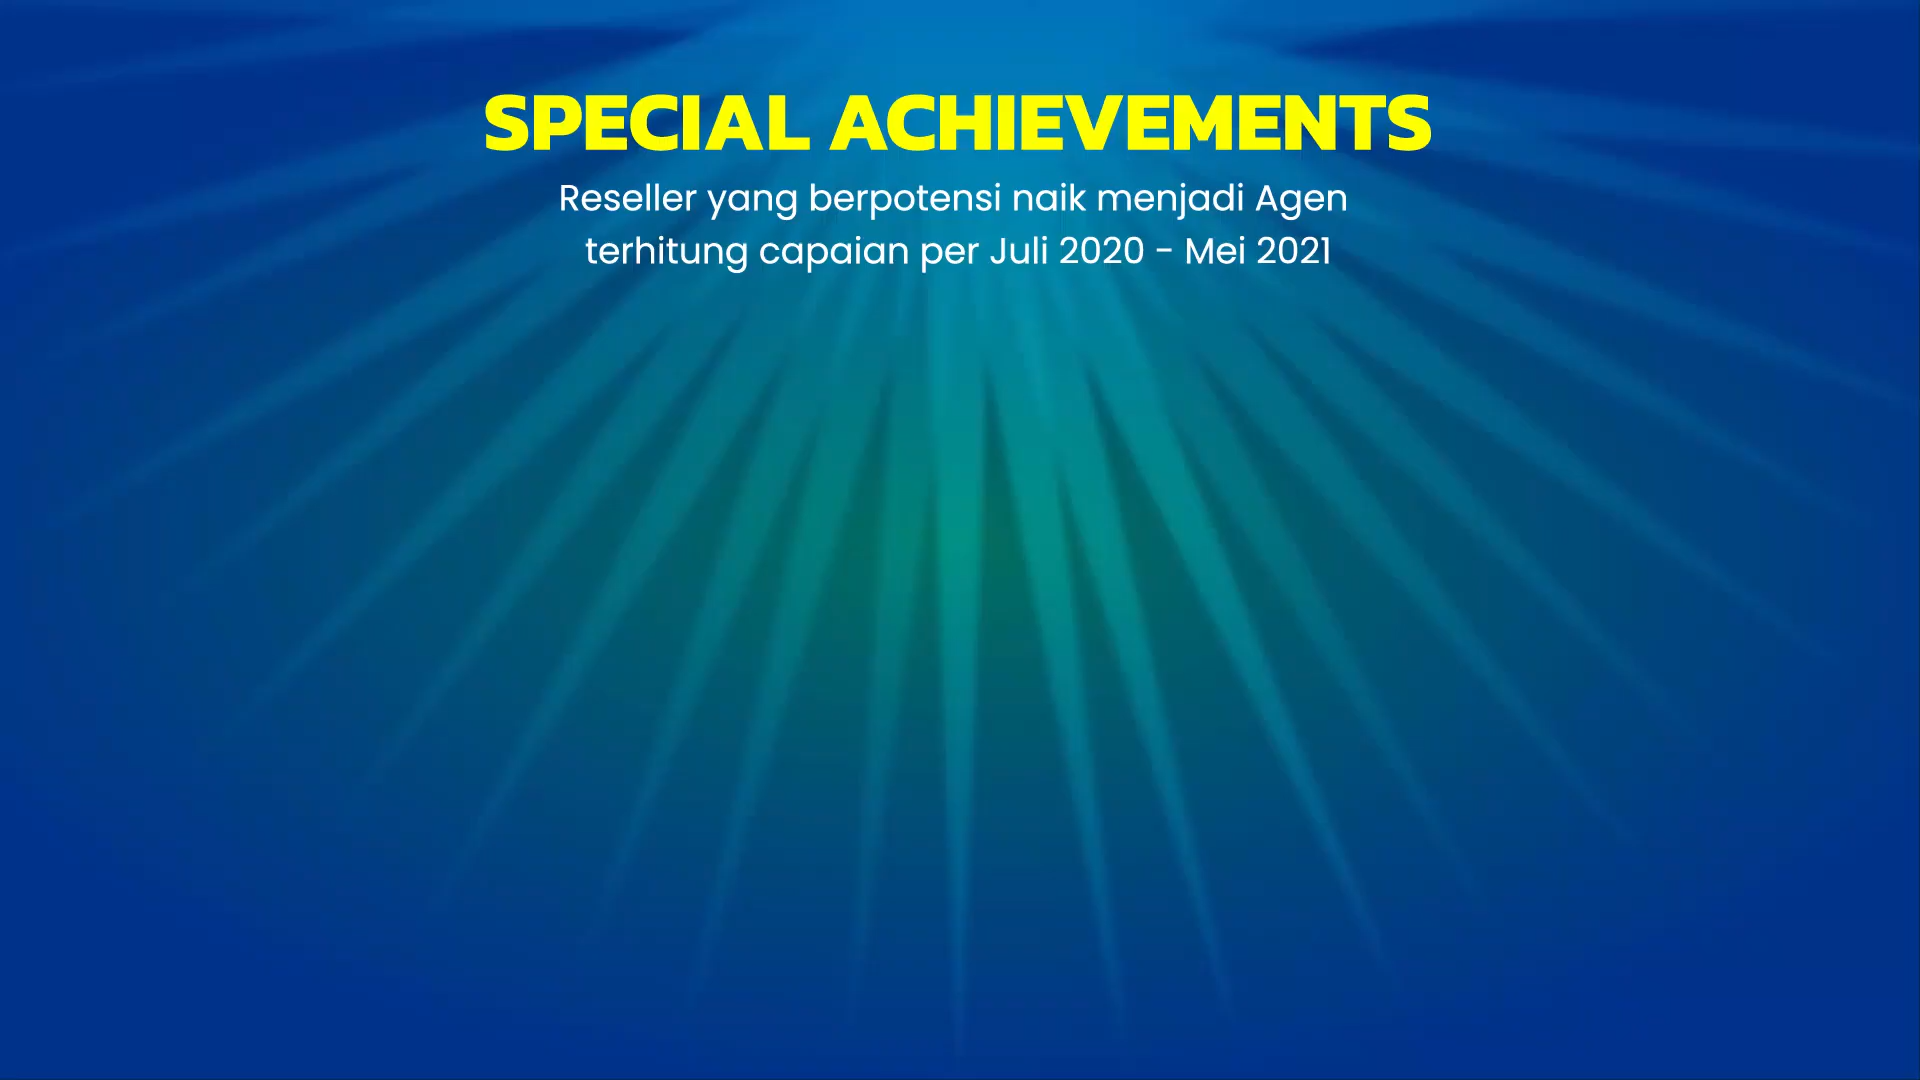 SPECIAL ACHIEVEMENTS
Reseller yang berpotensi naik menjadi Agen
terhitung capaian per Juli 2020 - Mei 2021